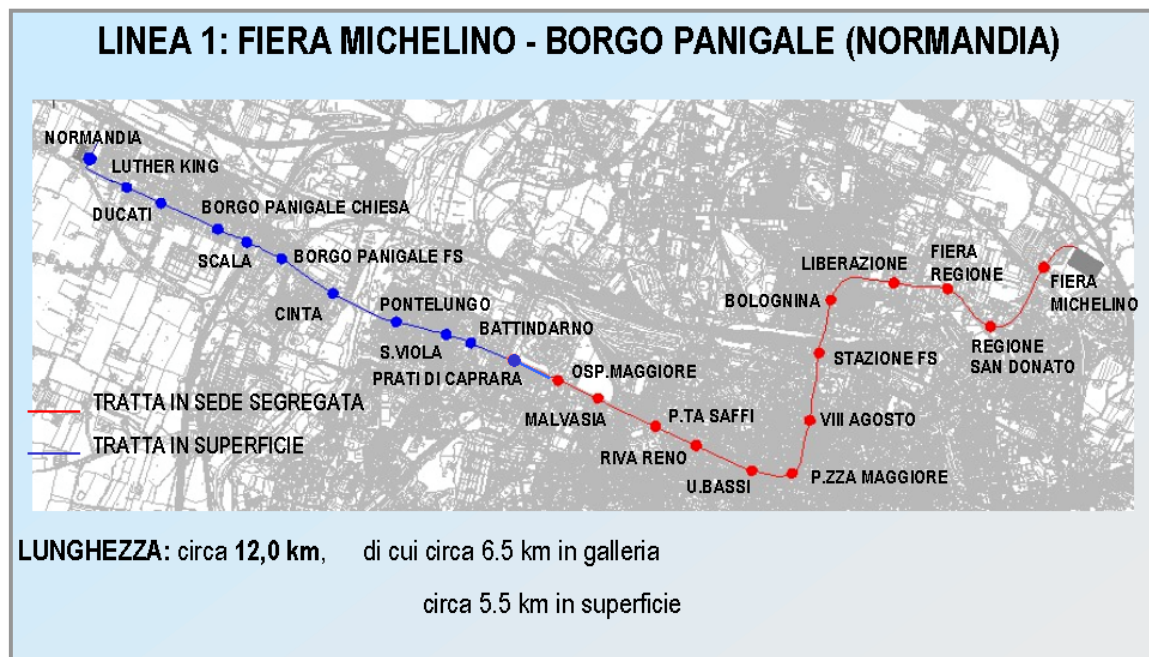 LINEA 1: FIERA MICHELINO - BORGO PANIGALE (NORMANDIA)
NORMANDIA
LUTHER KING
DUCATI
BORGO PANIGALE CHIESA
SCALA
BORGO PANIGALE FS
CINTA
PONTELUNGO
S.VIOLA
BATTINDARNO
PRATI DI CAPRARA
OSP.MAGGIORE
MALVASIA
P.TA SAFFI
RIVA RENO
U.BASSI
P.ZZA MAGGIORE
VIII AGOSTO
STAZIONE FS
BOLOGNINA
LIBERAZIONE
FIERA
REGIONE
REGIONE
SAN DONATO
FIERA
MICHELINO
TRATTA IN SEDE SEGREGATA
TRATTA IN SUPERFICIE
LUNGHEZZA: circa 12,0 km, di cui circa 6.5 km in galleria
circa 5.5 km in superficie